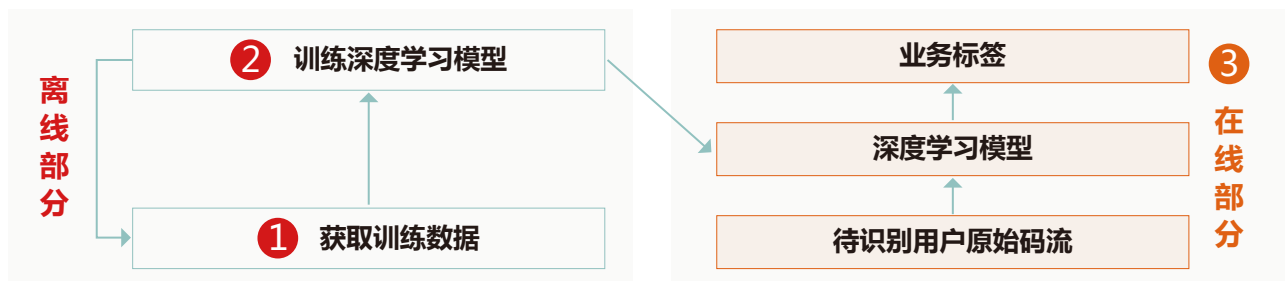 离线部分
2 训练深度学习模型
1 获取训练数据
业务标签
深度学习模型
待识别用户原始码流
3
在线部分